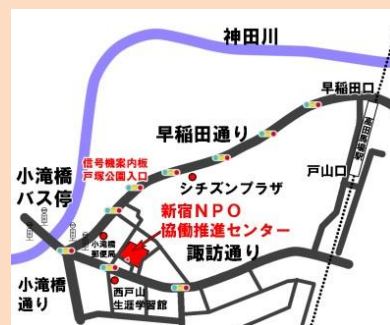 神田川
早稲田口
早稲田通り
高田馬場駅
信号機案内板
戸塚公園入口
戸山口
小滝橋
バス停
シチズンプラザ
新宿NPO
協働推進センター
小滝橋
郵便局
諏訪通り
小滝橋
通り
西戸山
生涯学習館